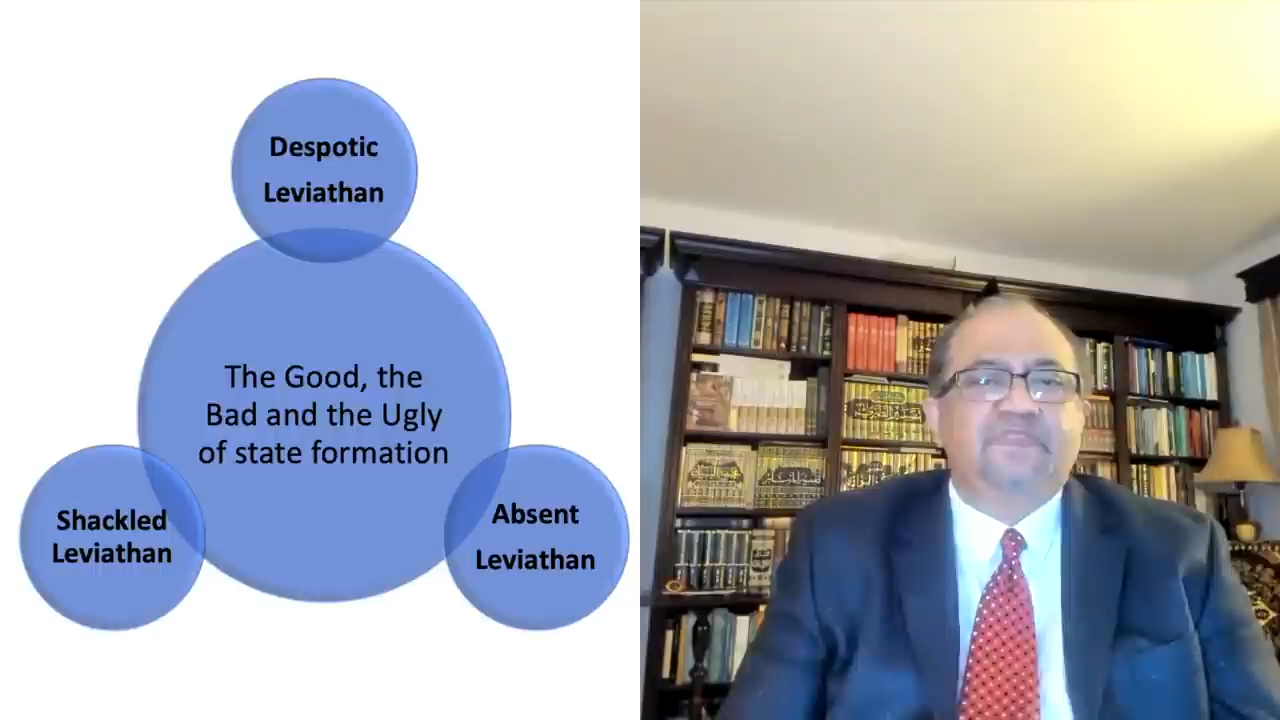 Despotic
Leviathan
The Good, the
Bad and the Ugly
of state formation
Shackled
Leviathan
Absent
Leviathan